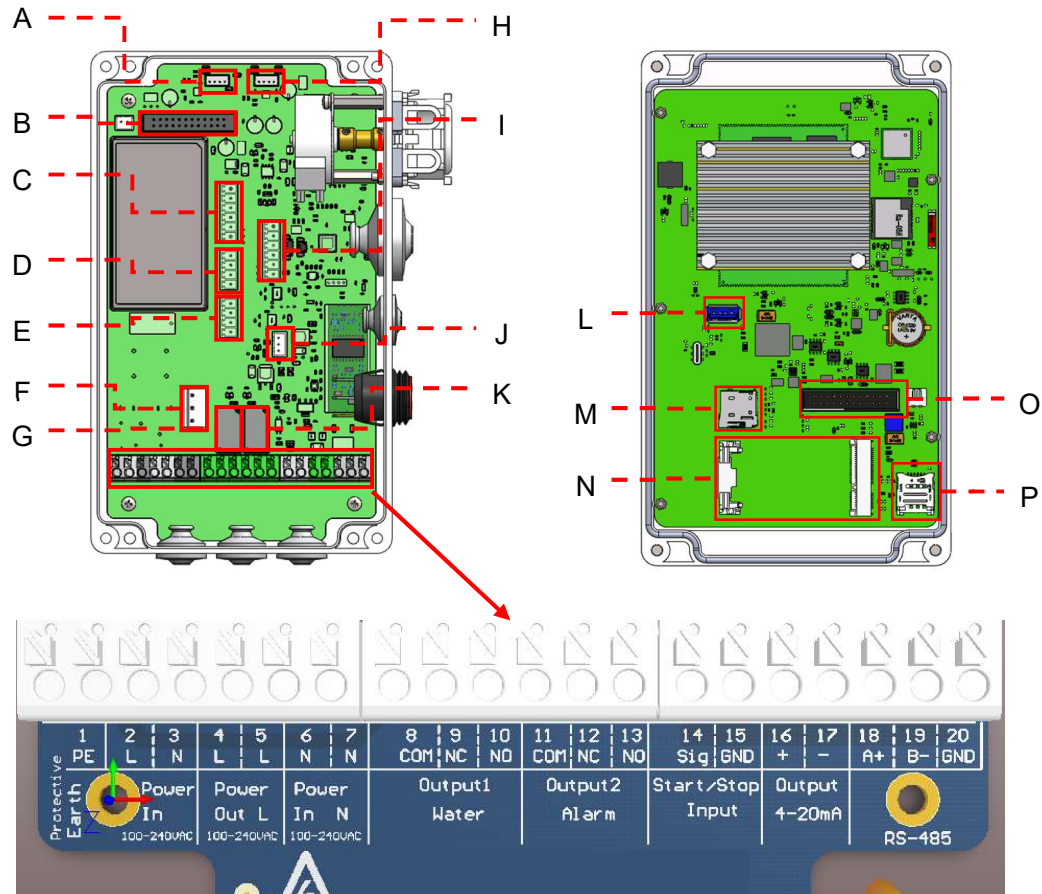 A
H
B
I
C
D
E
J
F
K
G
L
M
N
O
P
VARTA
1 2 3 4 5 6 7 8 9 10 11 12 13 14 15 16 17 18 19 20
PE L N L L N N COM NC NO COM NC NO Sig GND + - A+ B- GND
Protective
Earth
Power
In
100-240VAC
Power
Out L
100-240VAC
Power
In N
100-240VAC
Output1
Water
Output2
Alarm
Start/Stop
Input
Output
4-20mA
RS-485
Z